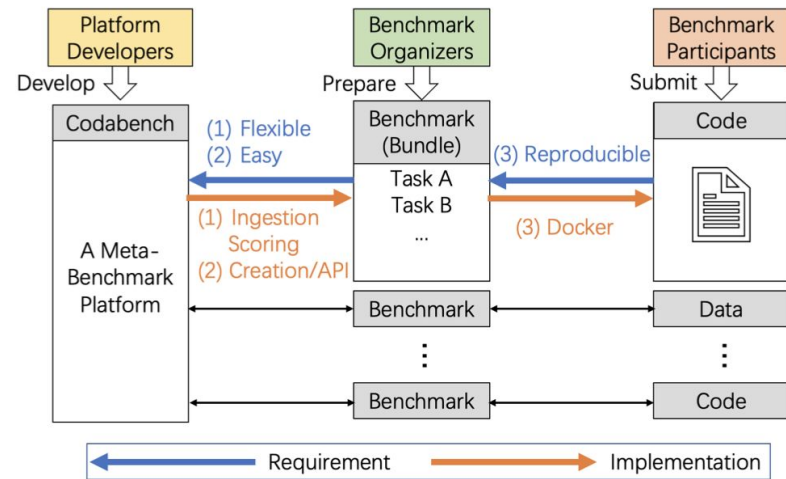 Platform
Developers
Benchmark
Organizers
Benchmark
Participants
Develop
Prepare
Submit
Codabench
A Meta-
Benchmark
Platform
(1) Flexible
(2) Easy
(1) Ingestion
Scoring
(2) Creation/API
Benchmark
(Bundle)
Task A
Task B
...
(3) Reproducible
(3) Docker
Code
Benchmark
Data
Benchmark
Code
Requirement
Implementation